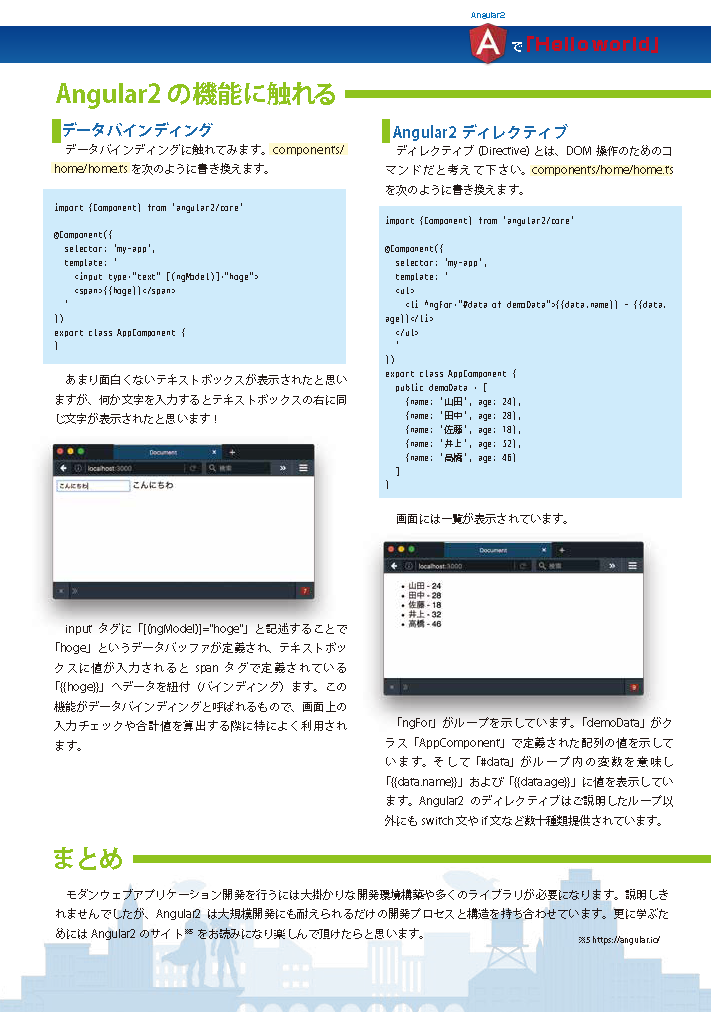 Angular2
で「Helloworld」
Angular2 の機能に触れる
データバインディング
データバインディングに触れてみます。components/
home/home.ts を次のように書き換えます。
import {Component} from 'angular2/core'
@Component({
selector: 'my-app',
template: `
<input type="text" [(ngModel)]="hoge">
<span>{{hoge}}</span>
`
})
export class AppComponent {
}
あまり面白くないテキストボックスが表示されたと思い
ますが、何か文字を入力するとテキストボックスの右に同
じ文字が表示されたと思います！
Document
localhost:3000
検索
こんにちわ こんにちわ
input タグに「[(ngModel)]="hoge"」と記述することで
「hoge」というデータバッファが定義され、テキストボッ
クスに値が入力されると span タグで定義されている
「{{hoge}}」へデータを紐付（バインディング）ます。この
機能がデータバインディングと呼ばれるもので、画面上の
入力チェックや合計値を算出する際に特によく利用され
ます。
Angular2 ディレクティブ
ディレクティブ (Directive) とは、DOM 操作のためのコ
マンドだと考えて下さい。components/home/home.ts
を次のように書き換えます。
import {Component} from 'angular2/core'
@Component({
selector: 'my-app',
template: `
<ul>
<li *ngFor="#data of demoData">{{data.name}} - {{data.
age}}</li>
</ul>
`
})
export class AppComponent {
public demoData = [
{name: '山田', age: 24},
{name: '田中', age: 28},
{name: '佐藤', age: 18},
{name: '井上', age: 32},
{name: '高橋', age: 46}
]
}
画面には一覧が表示されています。
Document
localhost:3000
検索
• 山田 - 24
• 田中 - 28
• 佐藤 - 18
• 井上 - 32
• 高橋 - 46
「ngFor」がループを示しています。「demoData」がク
ラス「AppComponent」で定義された配列の値を示して
います。そして「#data」がループ内の変数を意味し
「{{data.name}}」および「{{data.age}}」に値を表示してい
ます。Angular2 のディレクティブはご説明したループ以
外にも switch 文や if 文など数十種類提供されています。
まとめ
モダンウェブアプリケーション開発を行うには大掛かりな開発環境構築や多くのライブラリが必要になります。説明しき
れませんでしたが、Angular2 は大規模開発にも耐えられるだけの開発プロセスと構造を持ち合わせています。更に学ぶた
めには Angular2 のサイト※5 をお読みになり楽しんで頂けたらと思います。
※5 https://angular.io/